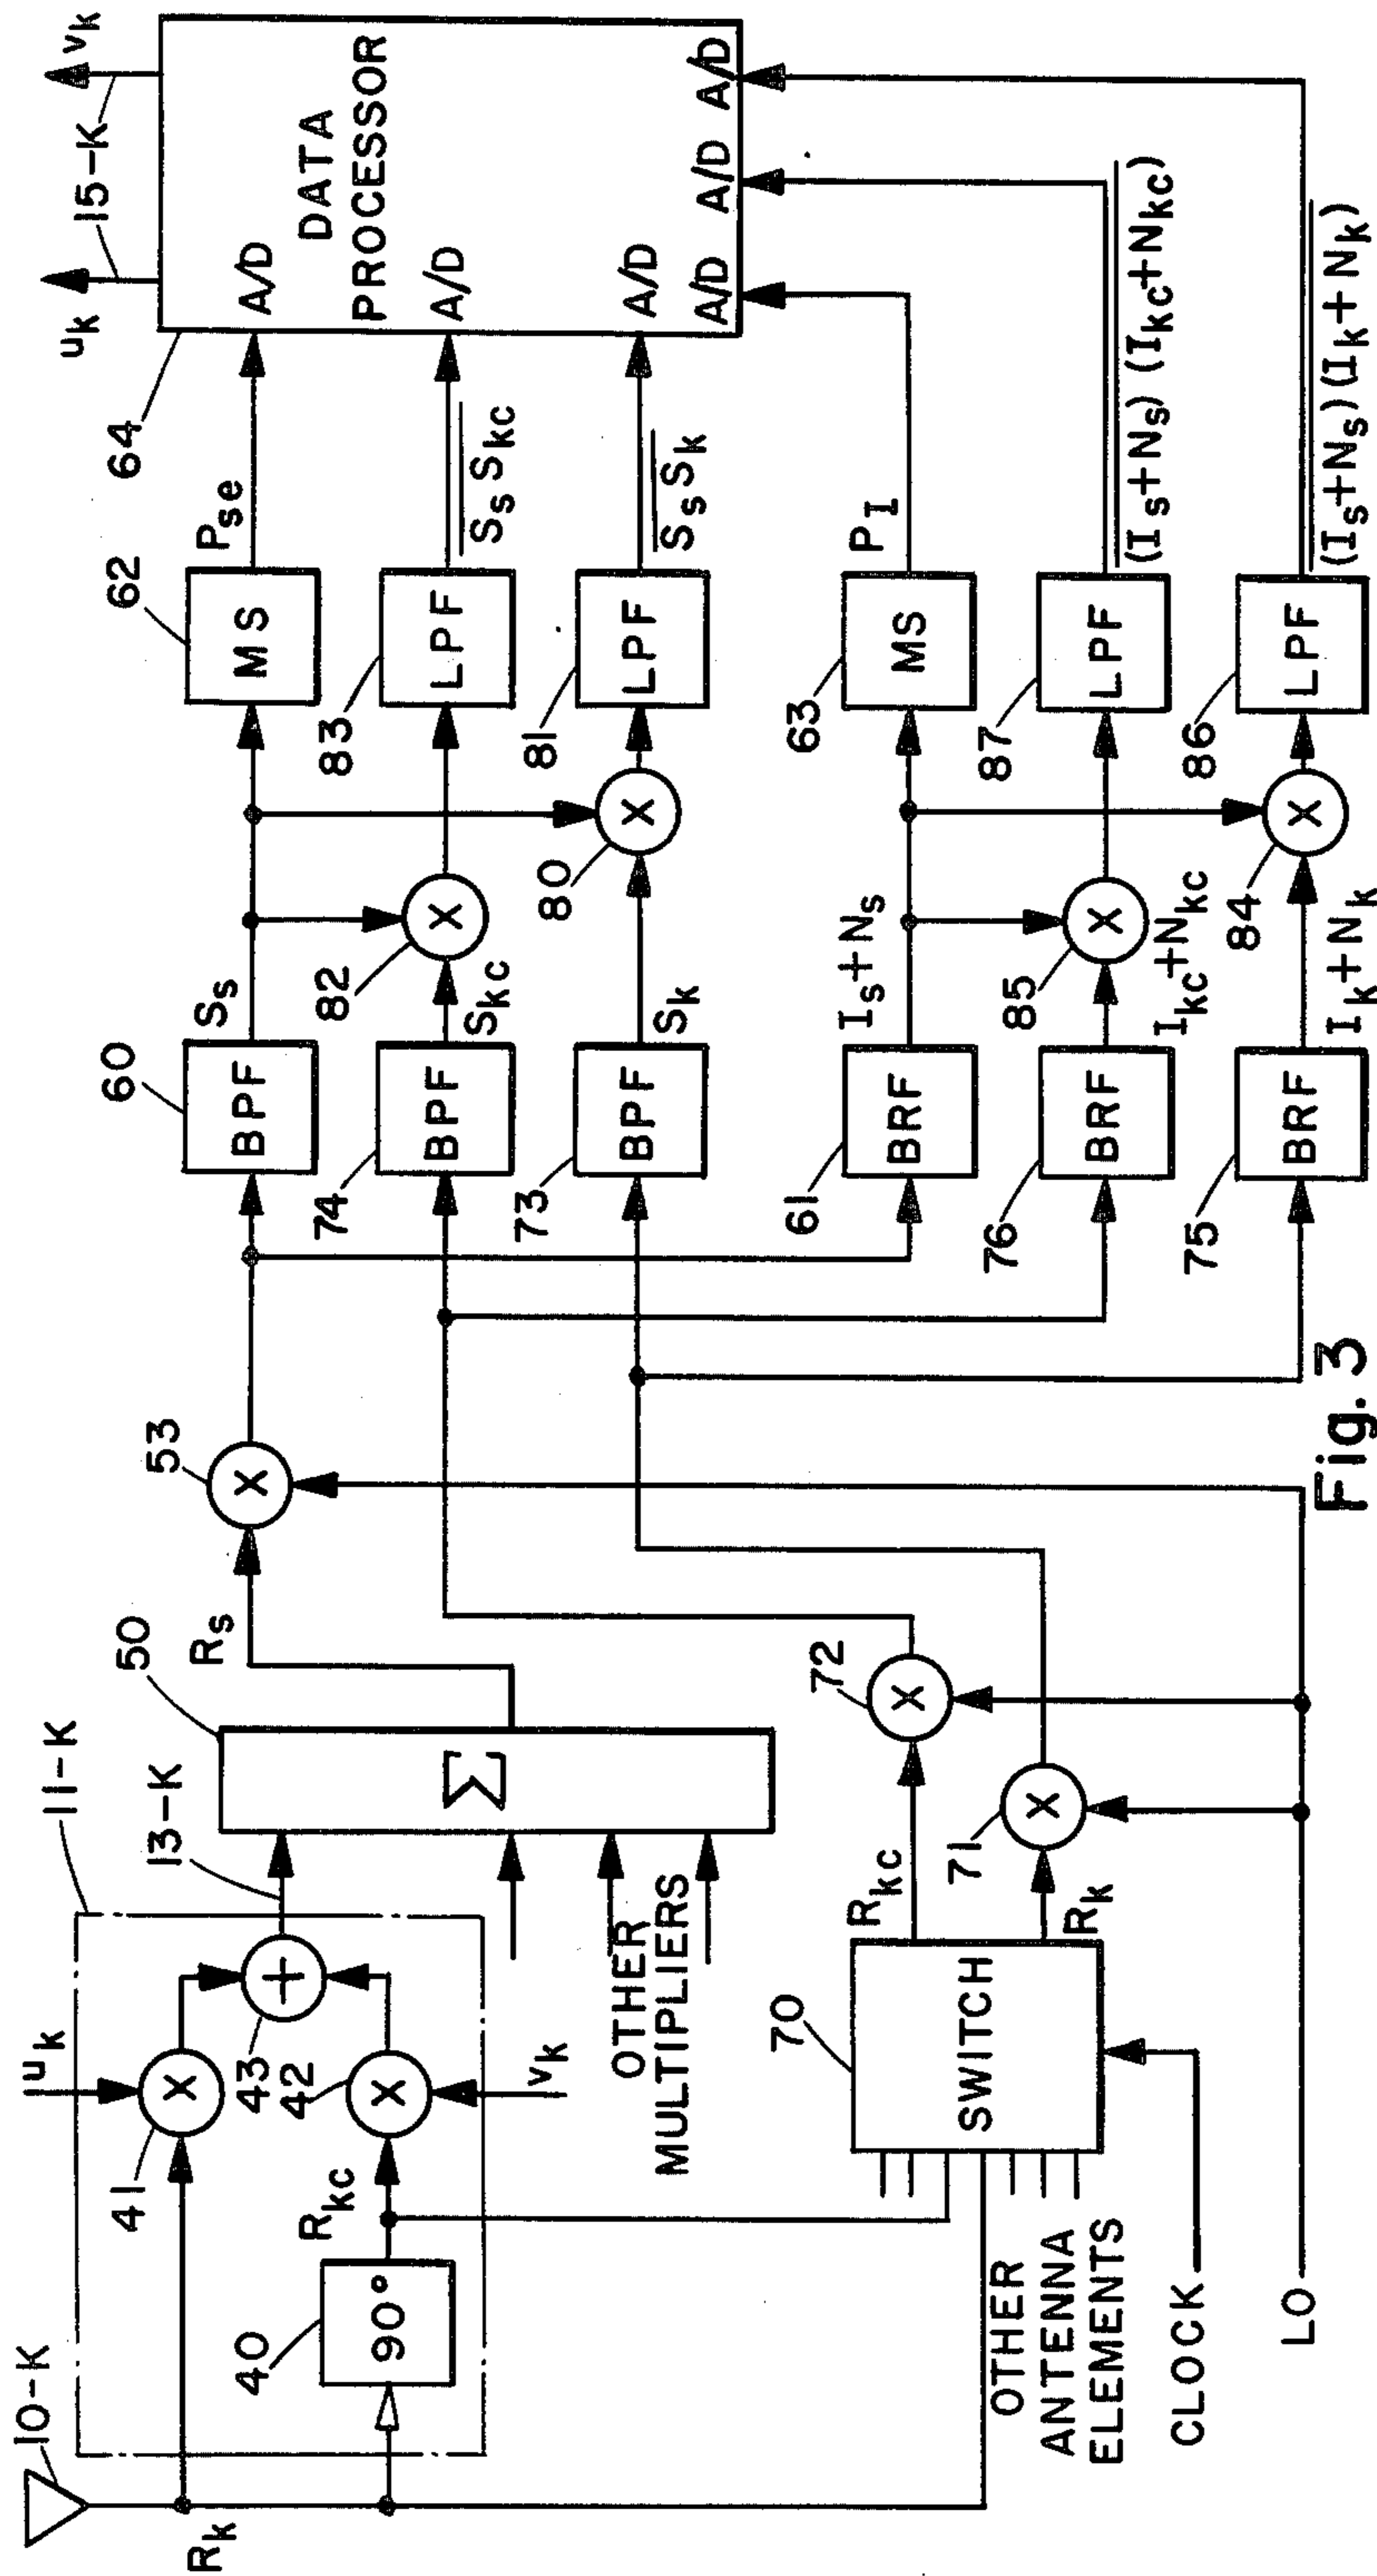 10-K
R_k
11-K
u_k
41
X
43
+
13-K
40
90°
R_kc
42
X
v_k
50
Σ
R_s
OTHER
MULTIPLIERS
53
X
70
SWITCH
R_kc
R_k
OTHER
ANTENNA
ELEMENTS
CLOCK
LO
72
X
71
X
60
BPF
S_s
62
MS
P_se
74
BPF
S_kc
82
X
83
LPF
\overline{S_s S_kc}
73
BPF
S_k
80
X
81
LPF
\overline{S_s S_k}
61
BRF
I_s+N_s
63
MS
P_I
76
BRF
I_kc+N_kc
85
X
87
LPF
\overline{(I_s+N_s)(I_kc+N_kc)}
75
BRF
I_k+N_k
84
X
86
LPF
\overline{(I_s+N_s)(I_k+N_k)}
64
u_k
15-K
v_k
A/D
A/D
A/D
DATA
PROCESSOR
A/D A/D A/D
Fig. 3